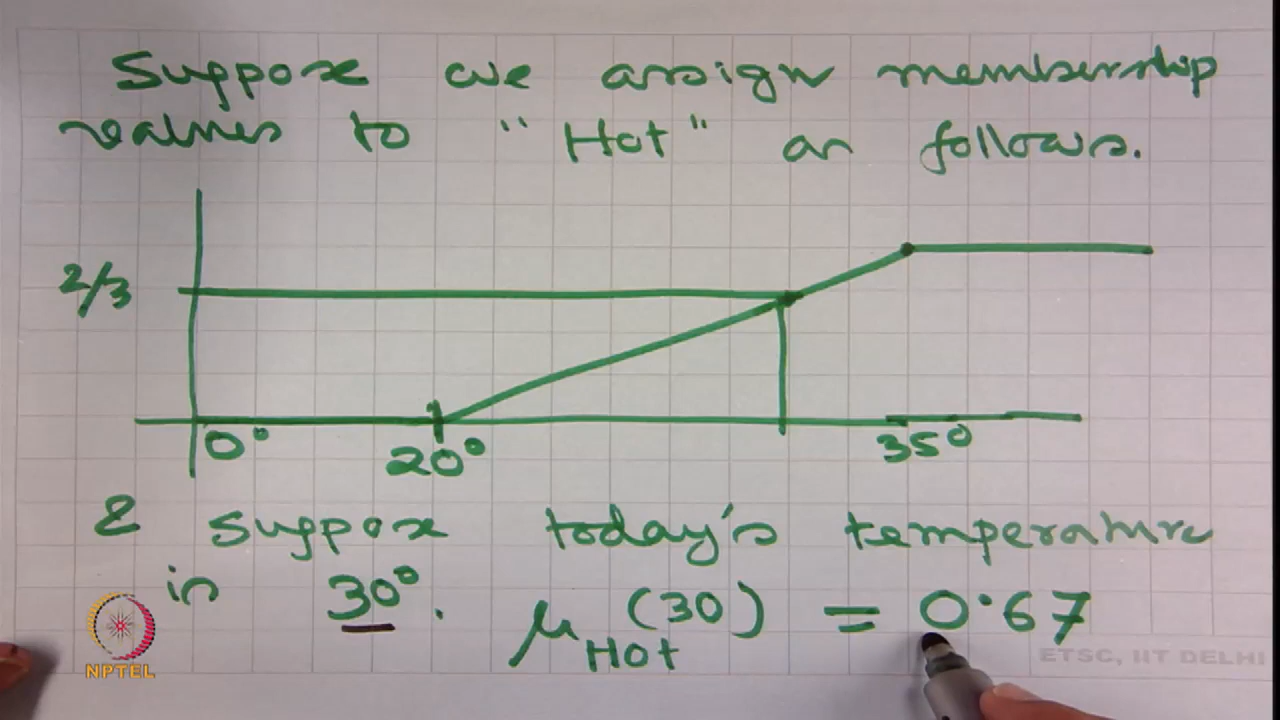 Suppose we assign membership
values to "Hot" as follows.
2/3
0° 20° 35°
& suppose today's temperature
is 30°. μHot (30) = 0.67
NPTEL
ETSC, IIT DELHI